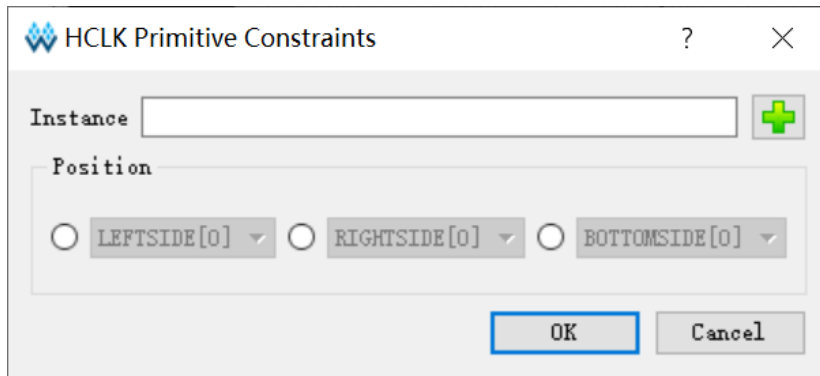 HCLK Primitive Constraints ?
Instance
Position
LEFTSIDE[0] RIGHTSIDE[0] BOTTOMSIDE[0]
OK Cancel